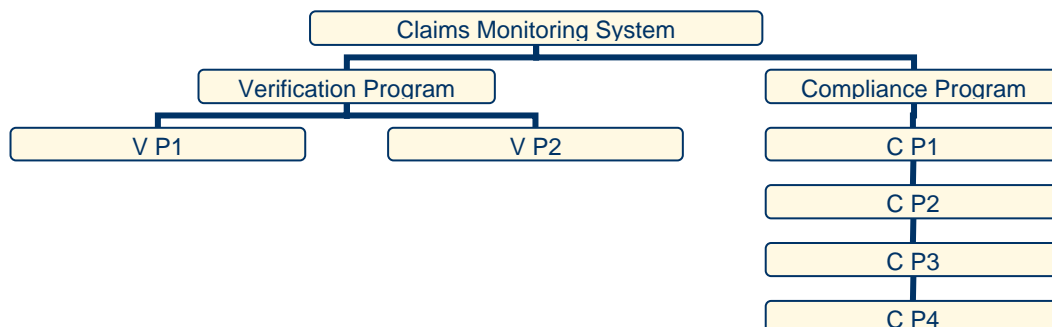 Claims Monitoring System
Verification Program
Compliance Program
V P1
V P2
C P1
C P2
C P3
C P4